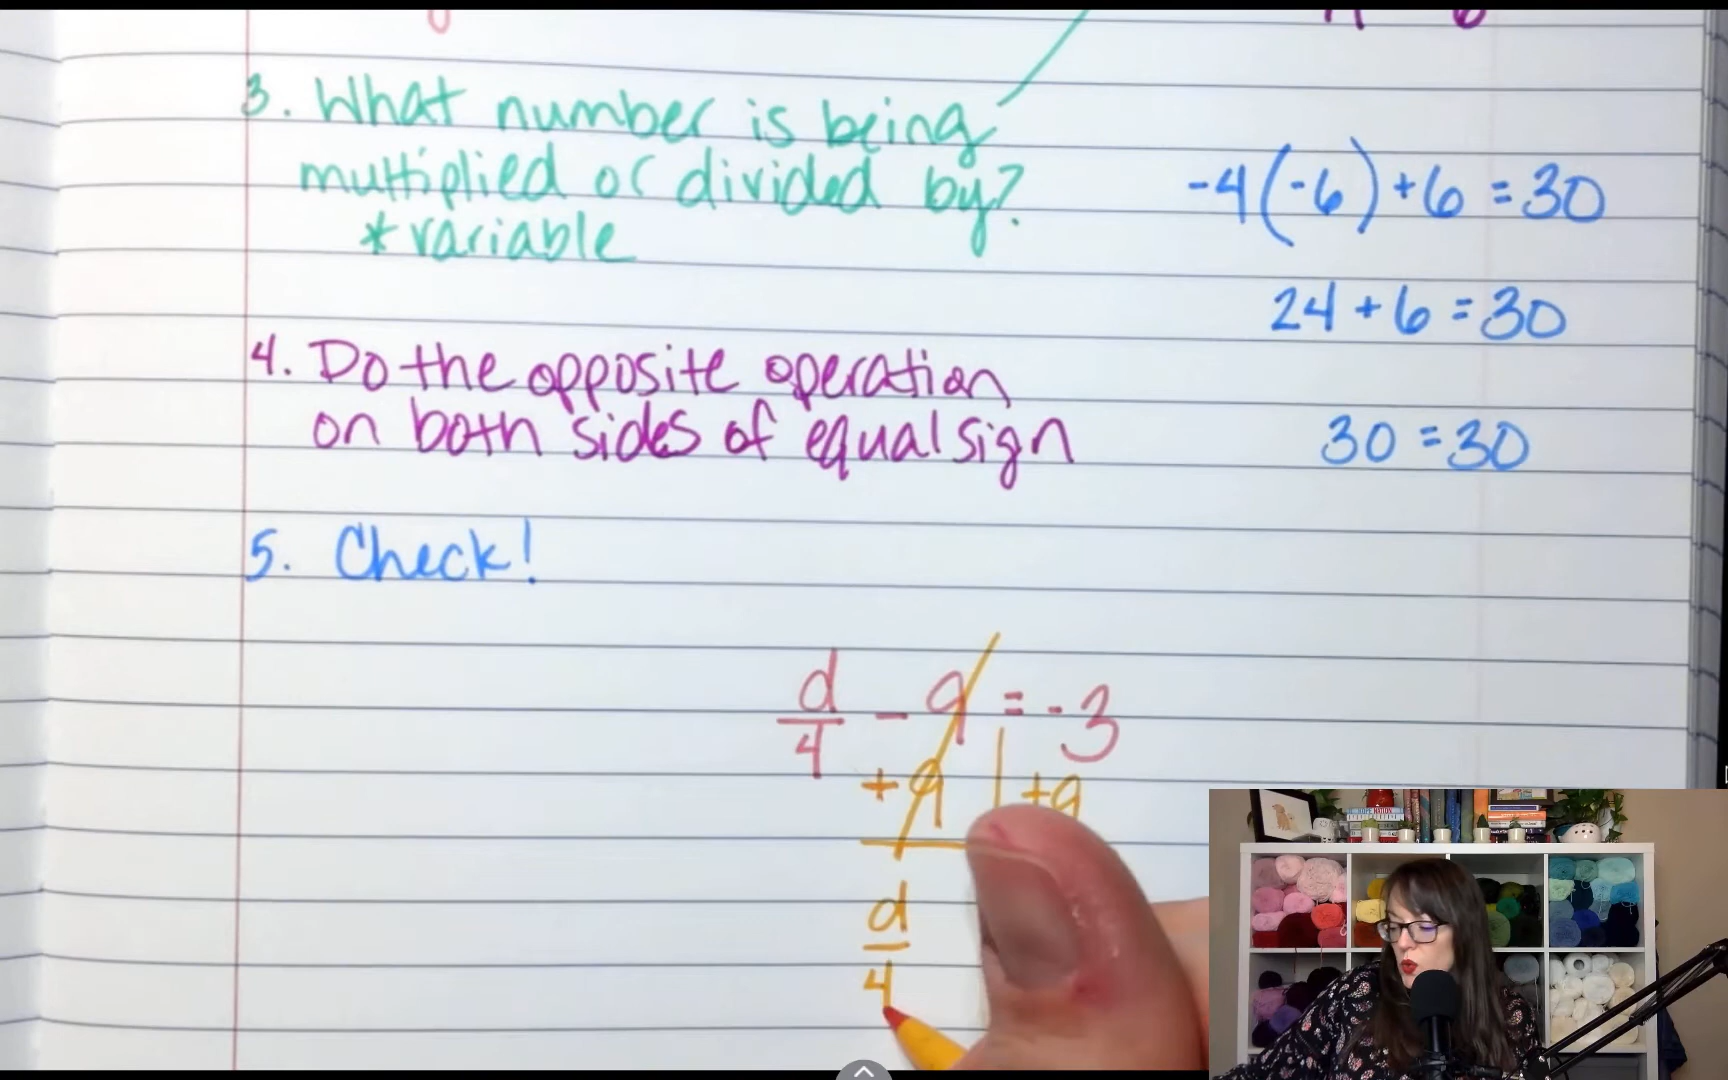 3. What number is being
multiplied or divided by?
*variable
-4(-6)+6=30
24+6=30
4. Do the opposite operation
on both sides of equal sign
30=30
5. Check!
d/4 - 9 = -3
+9 | +9
d/4